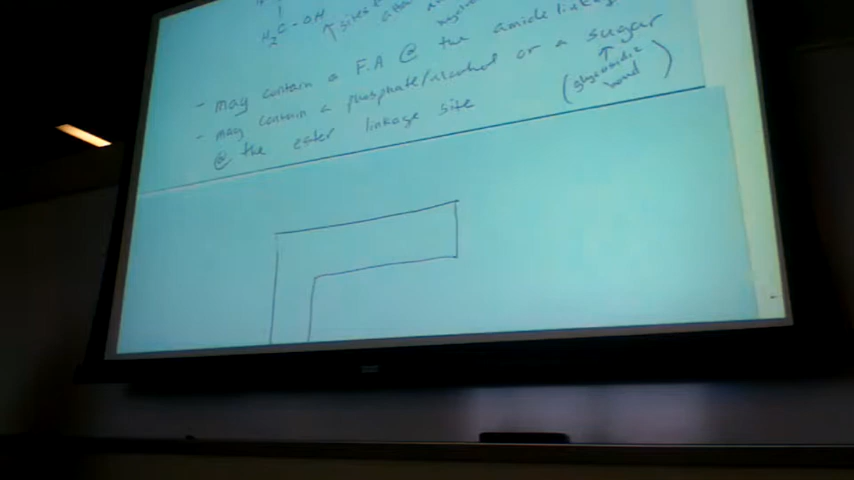 H₂C - OH ↑ sites
- may contain a F.A @ the amide linkage
- may contain a phosphate/alcohol or a sugar
@ the ester linkage site
(glycosidic bond)